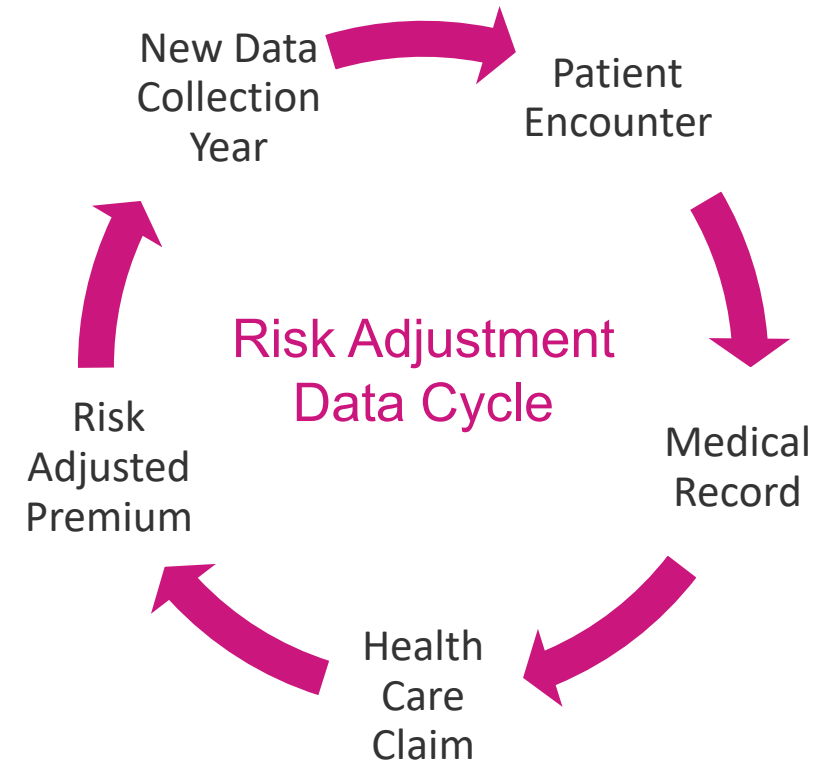 New Data
Collection
Year
Patient
Encounter
Risk Adjustment
Data Cycle
Medical
Record
Health
Care
Claim
Risk
Adjusted
Premium